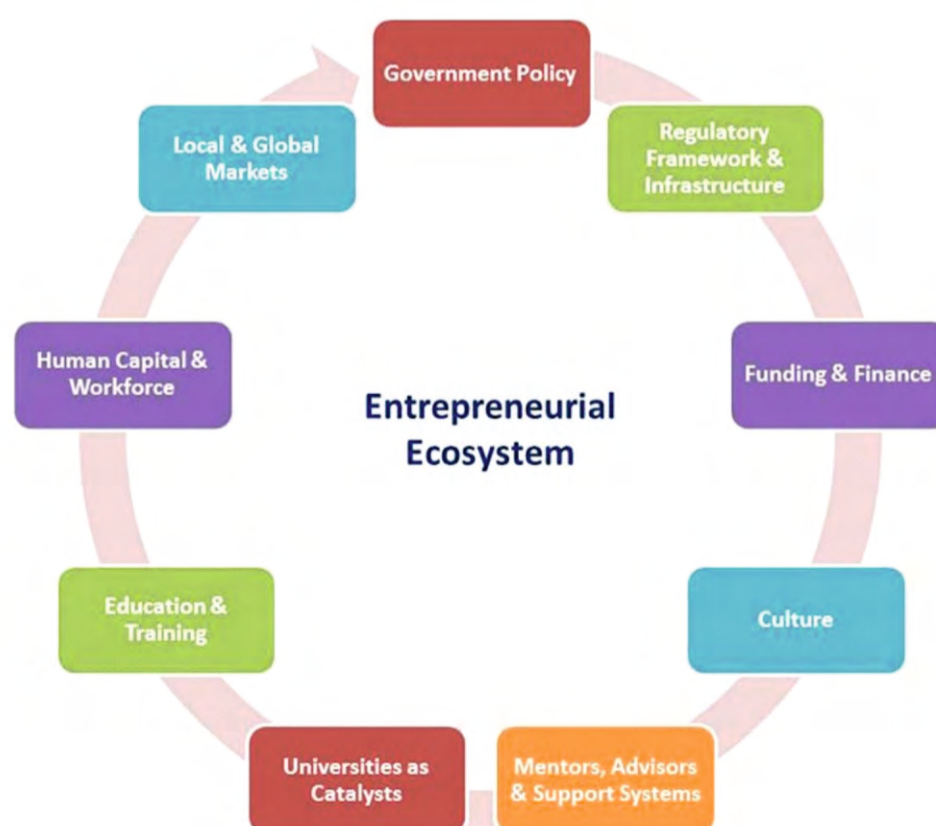 Government Policy
Regulatory
Framework &
Infrastructure
Funding & Finance
Culture
Mentors, Advisors
& Support Systems
Universities as
Catalysts
Education &
Training
Human Capital &
Workforce
Local & Global
Markets
Entrepreneurial
Ecosystem